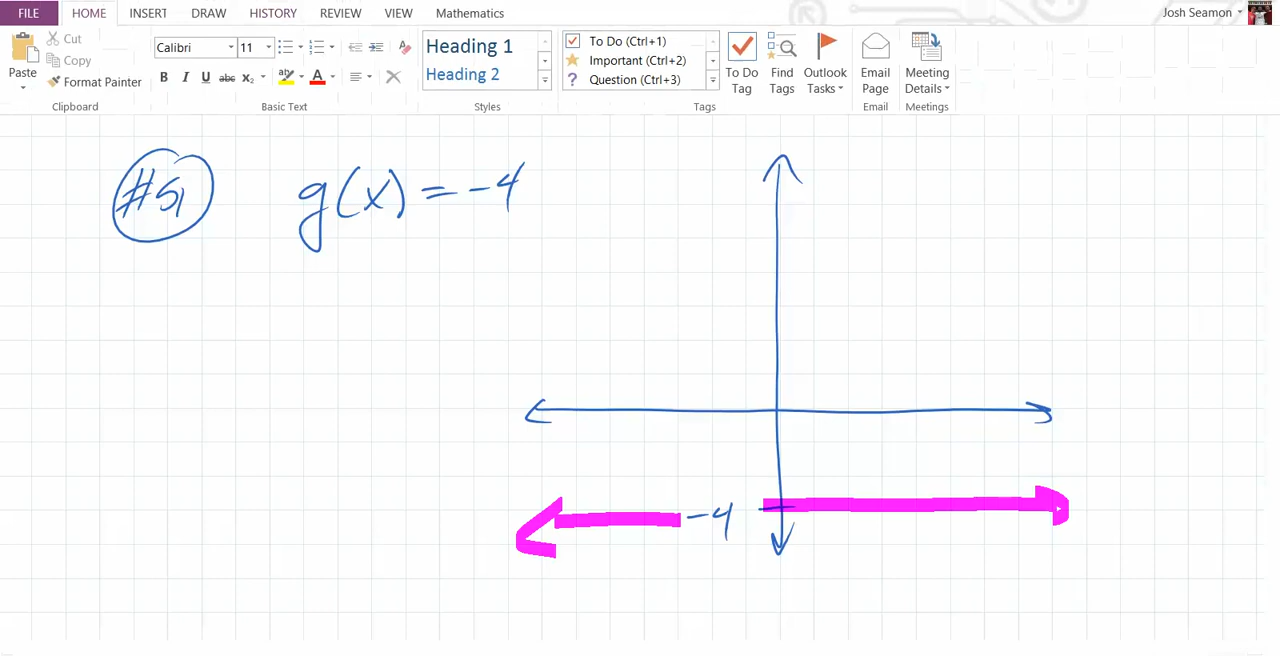 FILE HOME INSERT DRAW HISTORY REVIEW VIEW Mathematics Josh Seamon
Cut
Copy
Paste
Format Painter
Clipboard
Calibri 11
B I U abc X₂ A
Basic Text
Heading 1
Heading 2
Styles
To Do (Ctrl+1)
Important (Ctrl+2)
? Question (Ctrl+3)
To Do Tag
Find Tags
Tags
Outlook Tasks
Email Page
Email
Meeting Details
Meetings
#51 g(x) = -4
-4